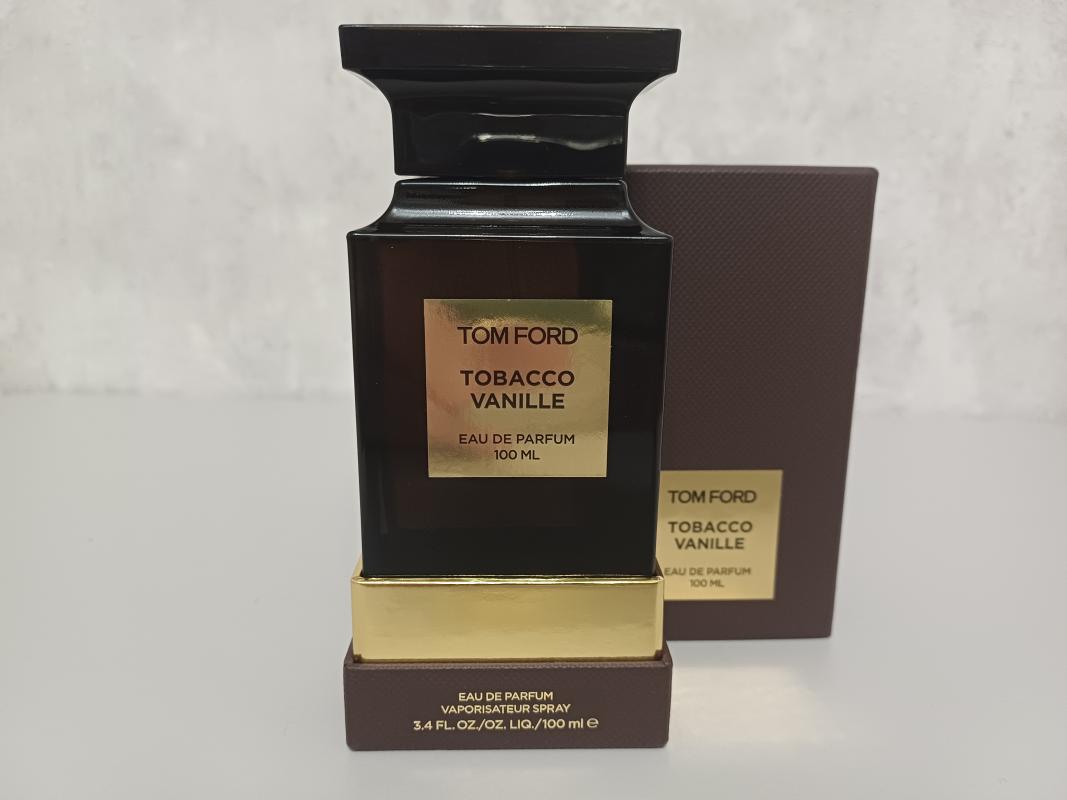 TOM FORD
TOBACCO
VANILLE
EAU DE PARFUM
100 ML
TOM FORD
TOBACCO
VANILLE
EAU DE PARFUM
100 ML
EAU DE PARFUM
VAPORISATEUR SPRAY
3.4 FL. OZ./OZ. LIQ./100 ml ℮